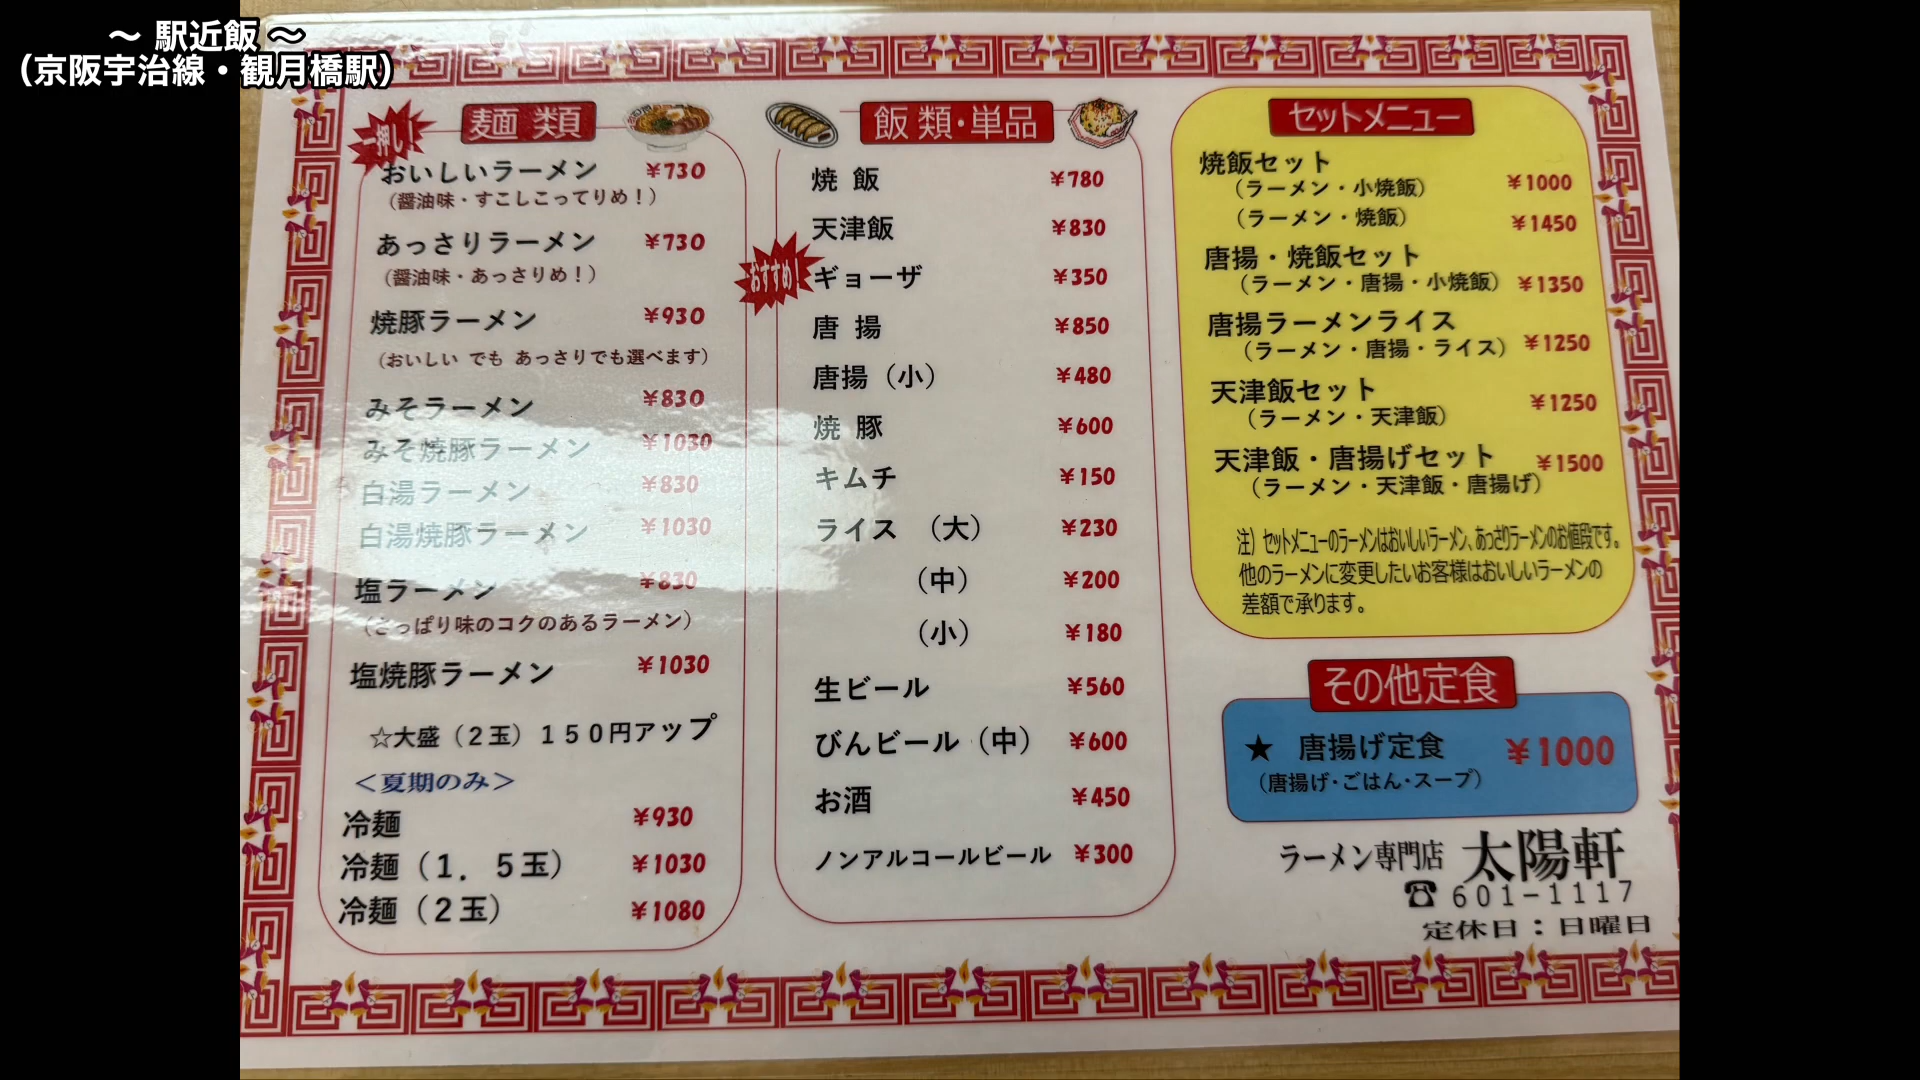 ～ 駅近飯 ～
（京阪宇治線・観月橋駅）
麺 類
一押し
おいしいラーメン ¥730
（醤油味・すこしこってりめ！）
あっさりラーメン ¥730
（醤油味・あっさりめ！）
焼豚ラーメン ¥930
（おいしい でも あっさりでも選べます）
みそラーメン ¥830
みそ焼豚ラーメン ¥1030
白湯ラーメン ¥830
白湯焼豚ラーメン ¥1030
塩ラーメン ¥830
（さっぱり味のコクのあるラーメン）
塩焼豚ラーメン ¥1030
☆大盛（２玉）１５０円アップ
＜夏期のみ＞
冷麺 ¥930
冷麺（１．５玉） ¥1030
冷麺（２玉） ¥1080
飯 類・単品
焼 飯 ¥780
天津飯 ¥830
おすすめ！
ギョーザ ¥350
唐 揚 ¥850
唐揚（小） ¥480
焼 豚 ¥600
キムチ ¥150
ライス （大） ¥230
（中） ¥200
（小） ¥180
生ビール ¥560
びんビール（中） ¥600
お酒 ¥450
ノンアルコールビール ¥300
セットメニュー
焼飯セット
（ラーメン・小焼飯） ¥1000
（ラーメン・焼飯） ¥1450
唐揚・焼飯セット
（ラーメン・唐揚・小焼飯） ¥1350
唐揚ラーメンライス
（ラーメン・唐揚・ライス） ¥1250
天津飯セット ¥1250
（ラーメン・天津飯）
天津飯・唐揚げセット ¥1500
（ラーメン・天津飯・唐揚げ）
注）セットメニューのラーメンはおいしいラーメン、あっさりラーメンのお値段です。
他のラーメンに変更したいお客様はおいしいラーメンの
差額で承ります。
その他定食
★ 唐揚げ定食 ¥1000
（唐揚げ・ごはん・スープ）
ラーメン専門店 太陽軒
☎601-1117
定休日：日曜日